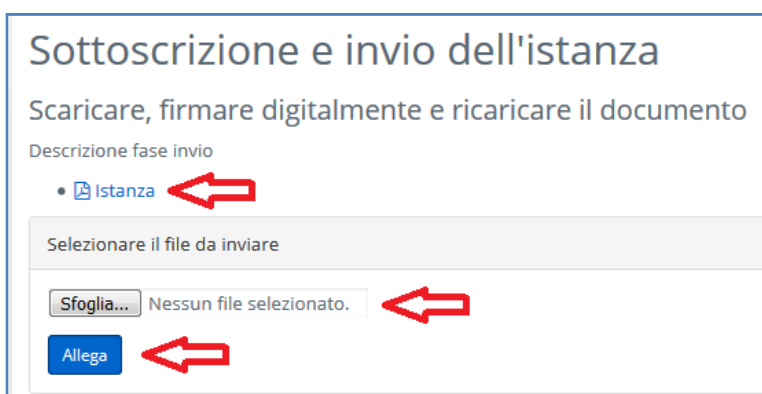 Sottoscrizione e invio dell'istanza
Scaricare, firmare digitalmente e ricaricare il documento
Descrizione fase invio
Istanza
Selezionare il file da inviare
Sfoglia... Nessun file selezionato.
Allega